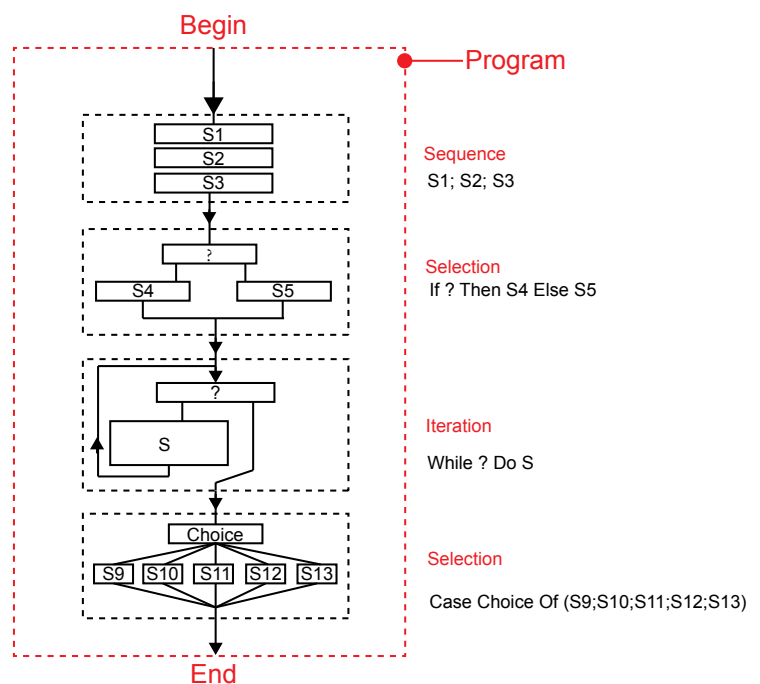 Begin
Program
S1
S2
S3
Sequence
S1; S2; S3
?
S4
S5
Selection
If ? Then S4 Else S5
?
S
Iteration
While ? Do S
Choice
S9
S10
S11
S12
S13
Selection
Case Choice Of (S9;S10;S11;S12;S13)
End